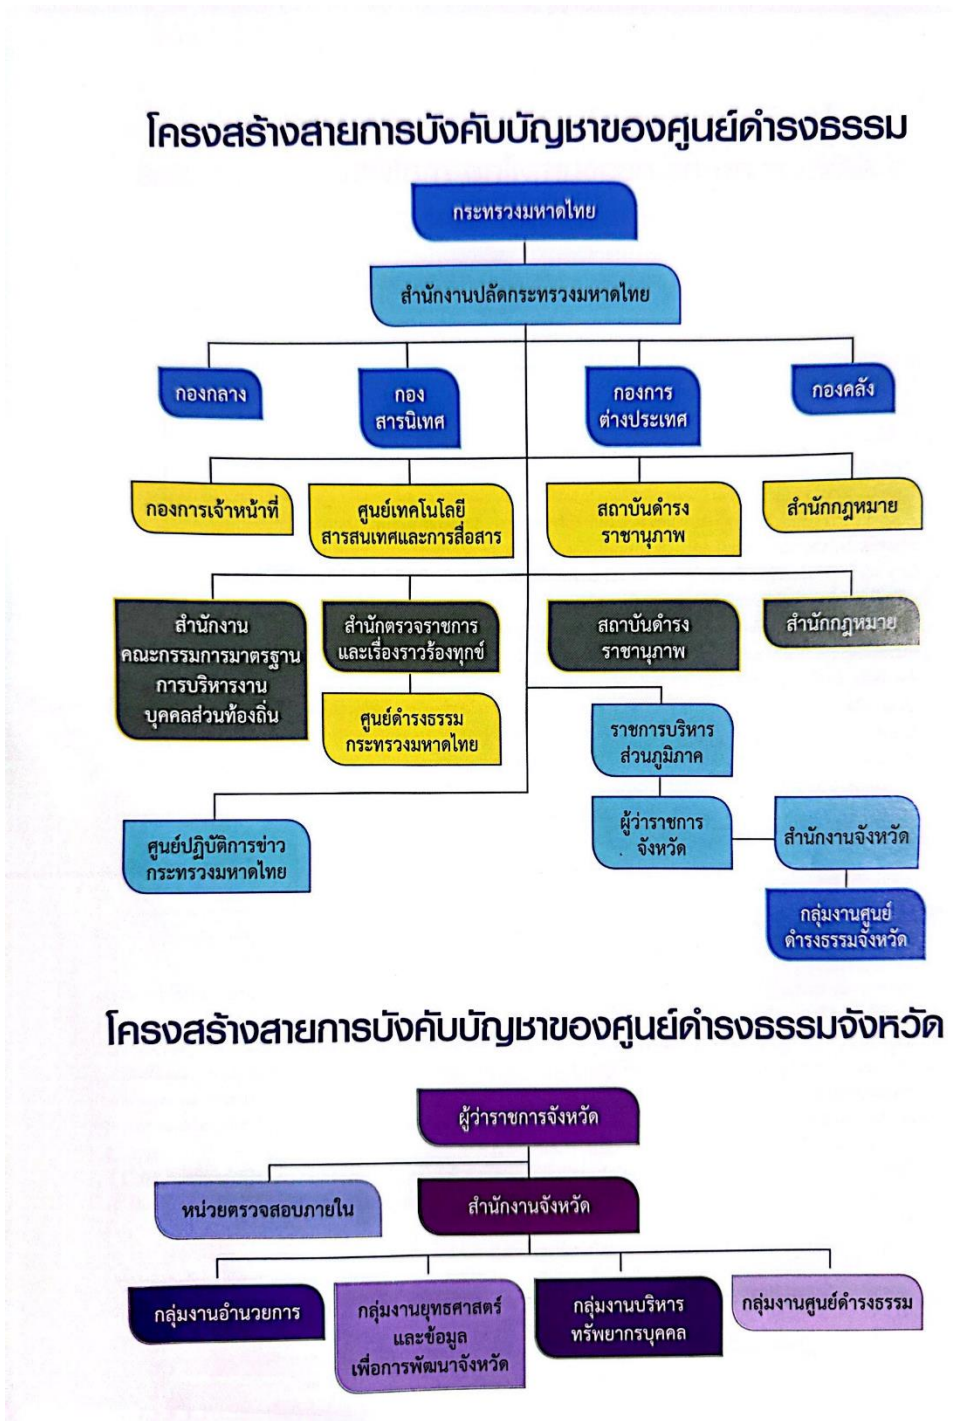 โครงสร้างสายการบังคับบัญชาของศูนย์ดำรงธรรม
กระทรวงมหาดไทย
สำนักงานปลัดกระทรวงมหาดไทย
กองกลาง
กอง
สารนิเทศ
กองการ
ต่างประเทศ
กองคลัง
กองการเจ้าหน้าที่
ศูนย์เทคโนโลยี
สารสนเทศและการสื่อสาร
สถาบันดำรง
ราชานุภาพ
สำนักกฎหมาย
สำนักงาน
คณะกรรมการมาตรฐาน
การบริหารงาน
บุคคลส่วนท้องถิ่น
สำนักตรวจราชการ
และเรื่องราวร้องทุกข์
สถาบันดำรง
ราชานุภาพ
สำนักกฎหมาย
ศูนย์ดำรงธรรม
กระทรวงมหาดไทย
ราชการบริหาร
ส่วนภูมิภาค
ศูนย์ปฏิบัติการข่าว
กระทรวงมหาดไทย
ผู้ว่าราชการ
จังหวัด
สำนักงานจังหวัด
กลุ่มงานศูนย์
ดำรงธรรมจังหวัด
โครงสร้างสายการบังคับบัญชาของศูนย์ดำรงธรรมจังหวัด
ผู้ว่าราชการจังหวัด
หน่วยตรวจสอบภายใน
สำนักงานจังหวัด
กลุ่มงานอำนวยการ
กลุ่มงานยุทธศาสตร์
และข้อมูล
เพื่อการพัฒนาจังหวัด
กลุ่มงานบริหาร
ทรัพยากรบุคคล
กลุ่มงานศูนย์ดำรงธรรม